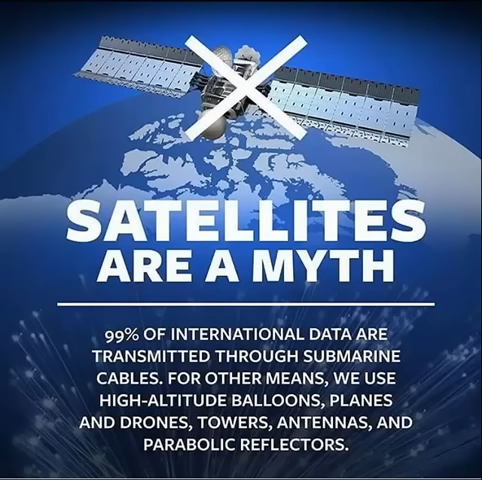 SATELLITES
ARE A MYTH
99% OF INTERNATIONAL DATA ARE
TRANSMITTED THROUGH SUBMARINE
CABLES. FOR OTHER MEANS, WE USE
HIGH-ALTITUDE BALLOONS, PLANES
AND DRONES, TOWERS, ANTENNAS, AND
PARABOLIC REFLECTORS.